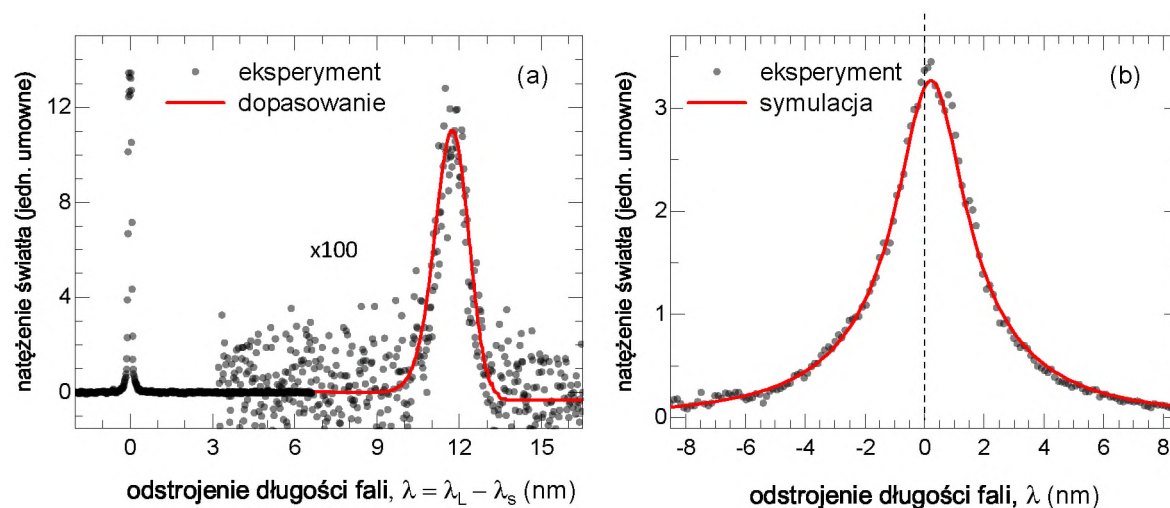 natężenie światła (jedn. umowne)
12
8
4
0
eksperyment
dopasowanie
(a)
x100
0
3
6
9
12
15
odstrojenie długości fali, λ = λL – λs (nm)
natężenie światła (jedn. umowne)
3
2
1
0
eksperyment
symulacja
(b)
-8
-6
-4
-2
0
2
4
6
8
odstrojenie długości fali, λ (nm)